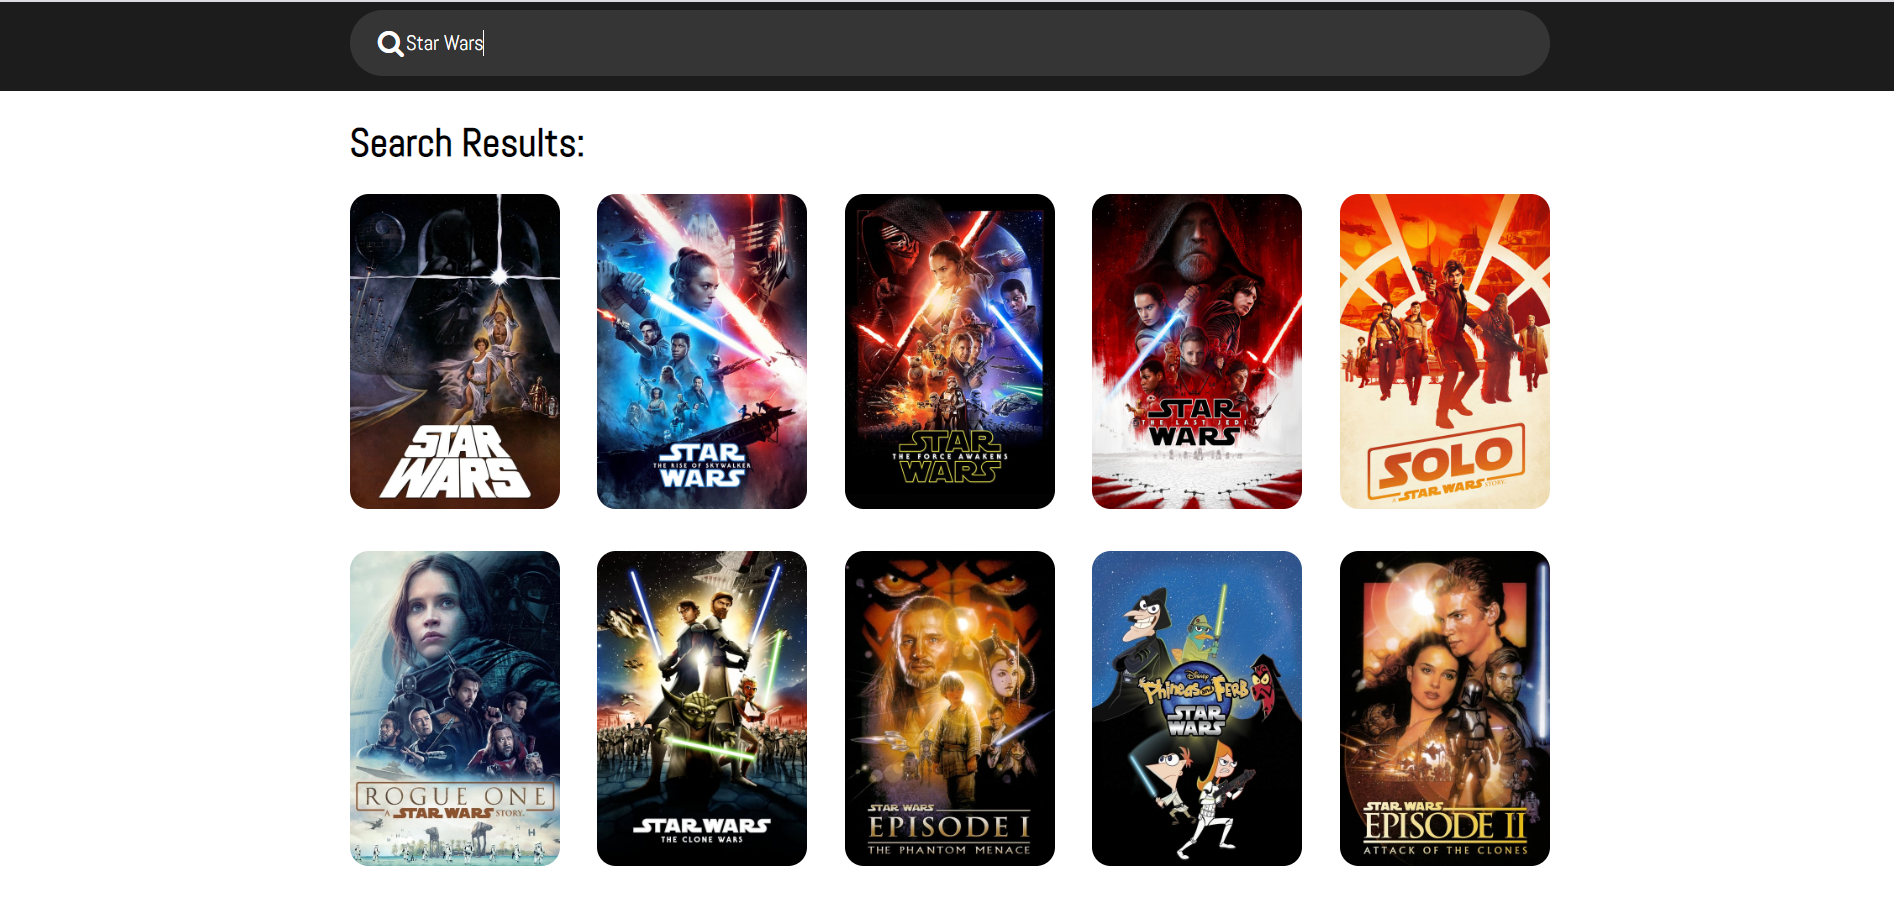 Star Wars
Search Results:
STAR
WARS
STAR
THE RISE OF SKYWALKER
WARS
STAR
THE FORCE AWAKENS
WARS
STAR
THE LAST JEDI
WARS
SOLO
A STAR WARS STORY
ROGUE ONE
A STAR WARS STORY
STAR WARS
THE CLONE WARS
STAR WARS
EPISODE I
THE PHANTOM MENACE
Disney
Phineas and Ferb
STAR
WARS
STAR WARS
EPISODE II
ATTACK OF THE CLONES